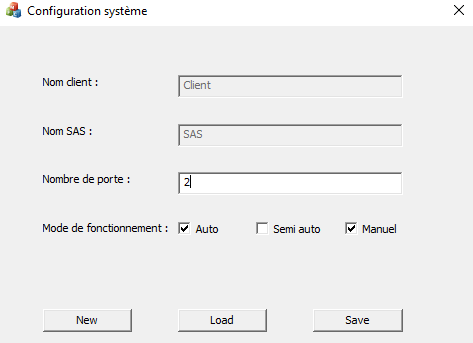 Configuration système
Nom client : Client
Nom SAS : SAS
Nombre de porte : 2
Mode de fonctionnement : Auto Semi auto Manuel
New Load Save